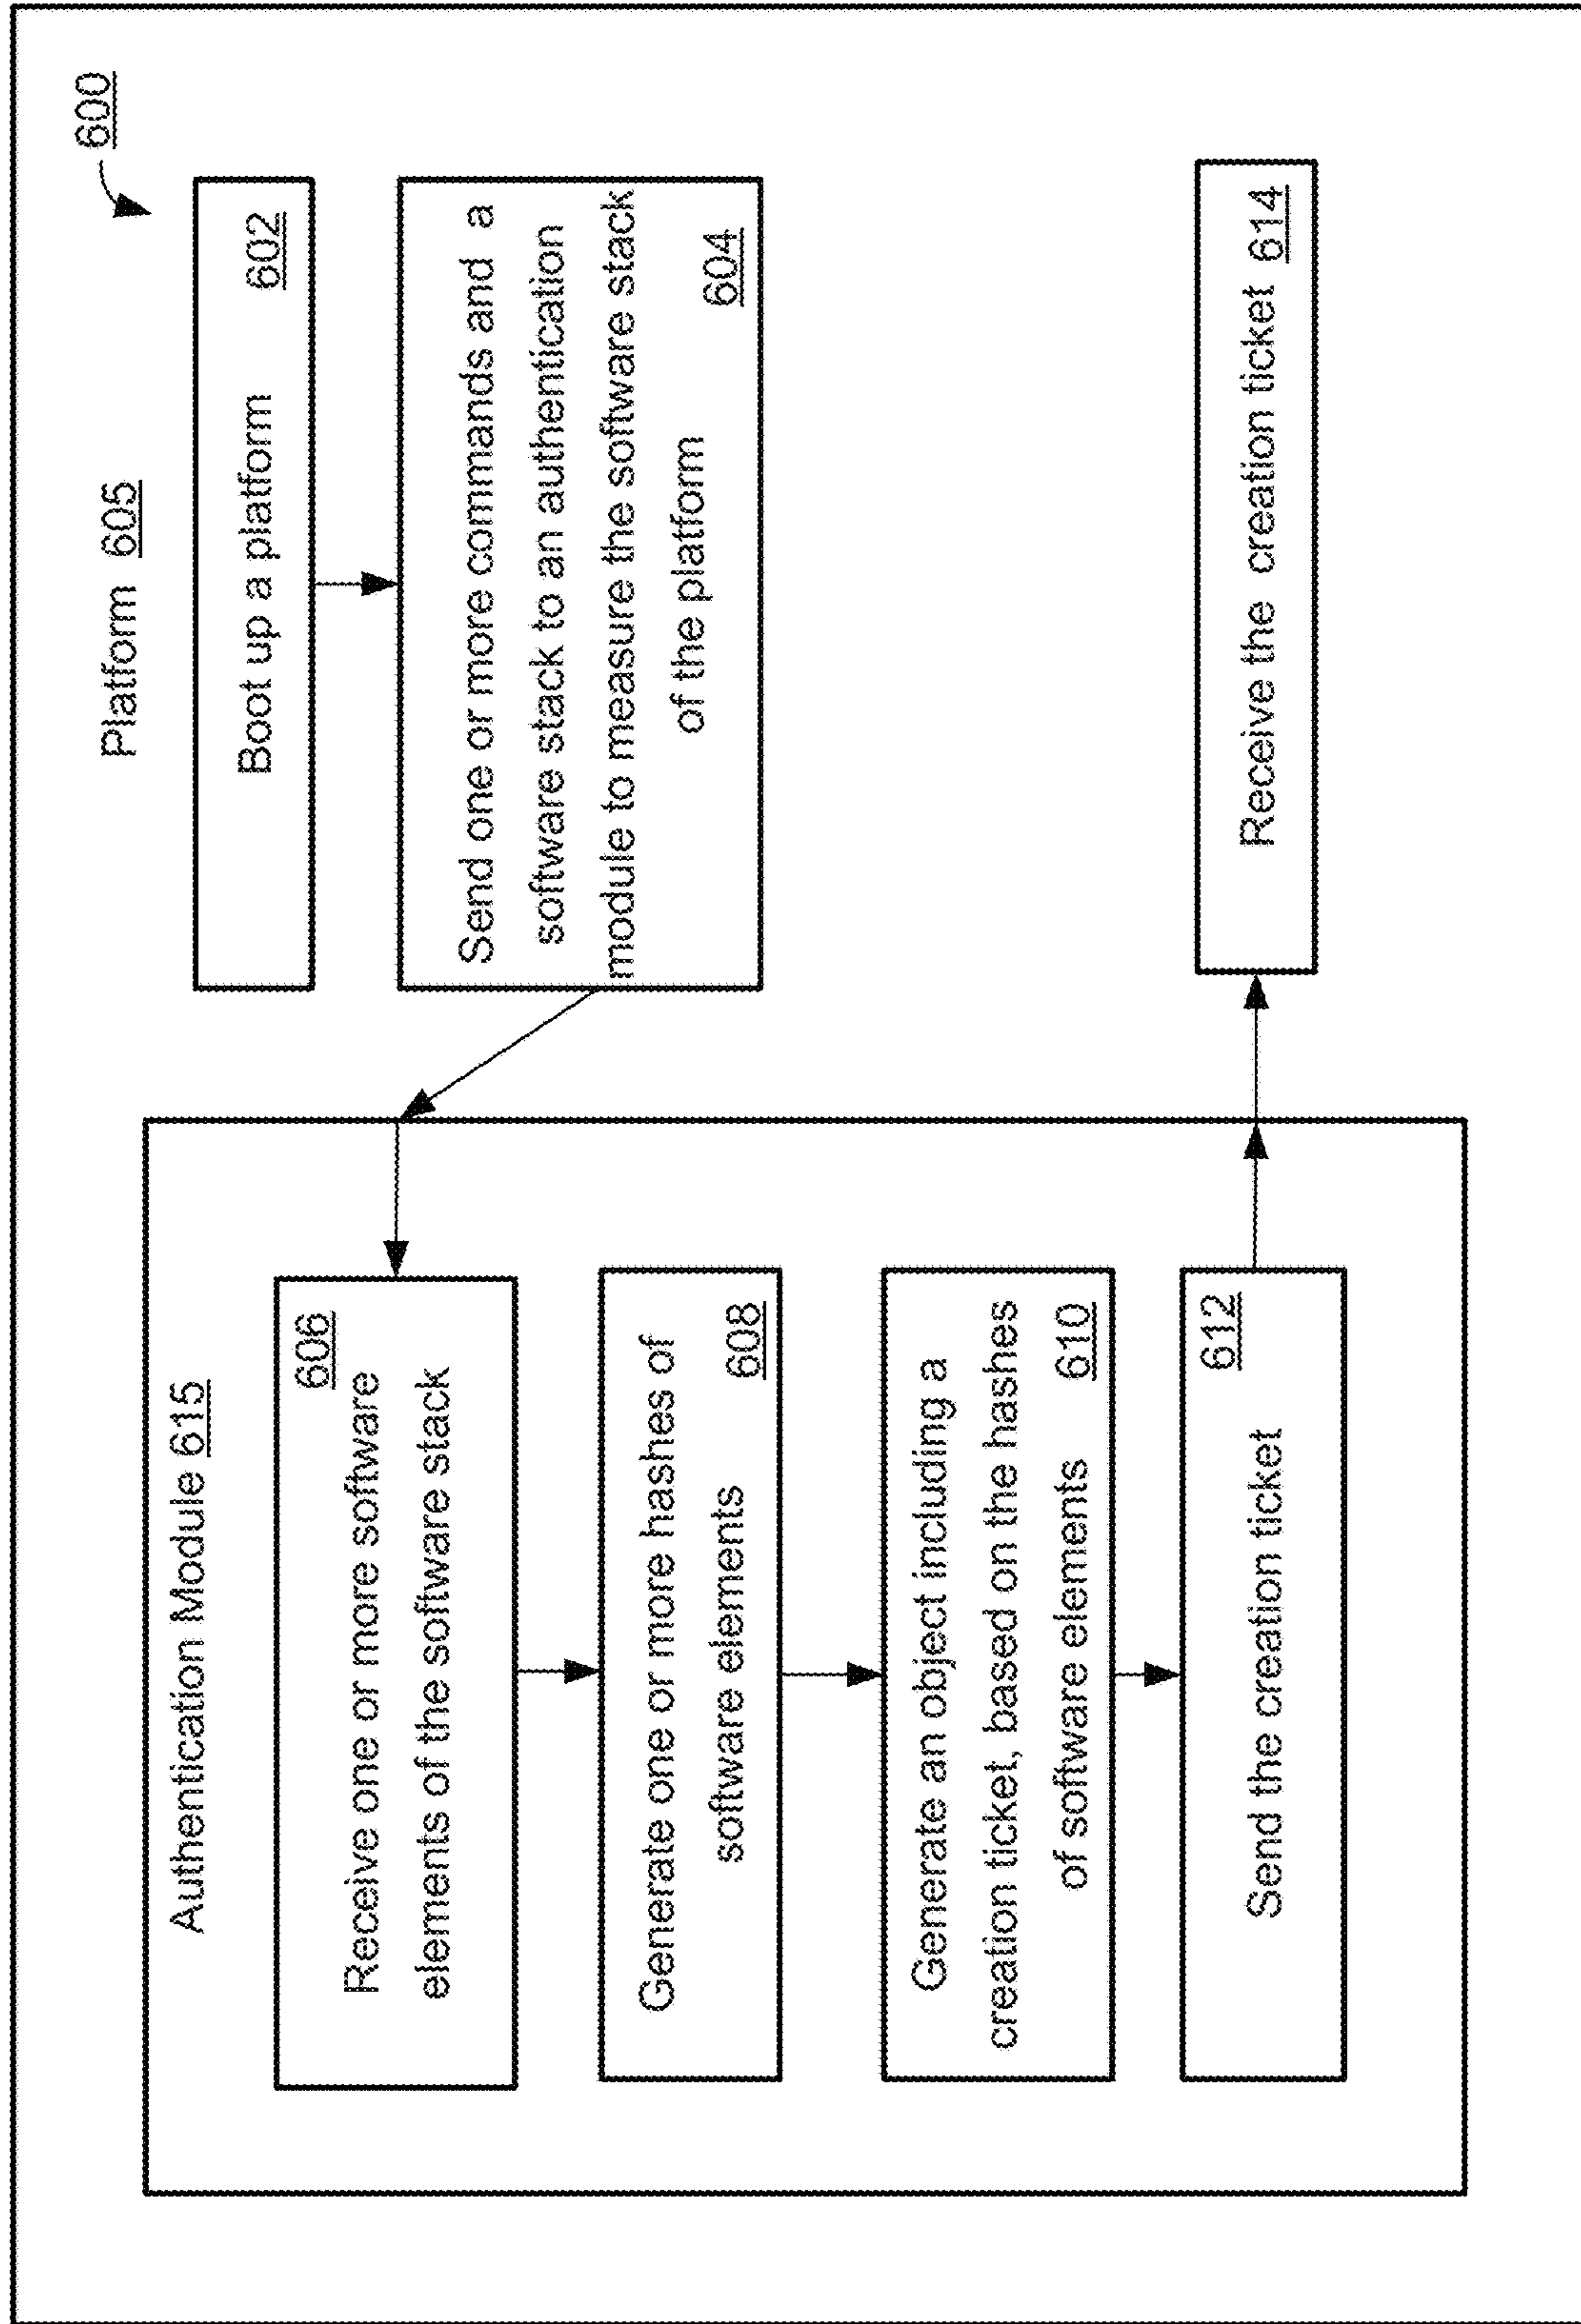 600
Platform 605
Boot up a platform 602
Send one or more commands and a
software stack to an authentication
module to measure the software stack
of the platform 604
Authentication Module 615
606
Receive one or more software
elements of the software stack
Generate one or more hashes of
software elements 608
Generate an object including a
creation ticket, based on the hashes
of software elements 610
612
Send the creation ticket
Receive the creation ticket 614